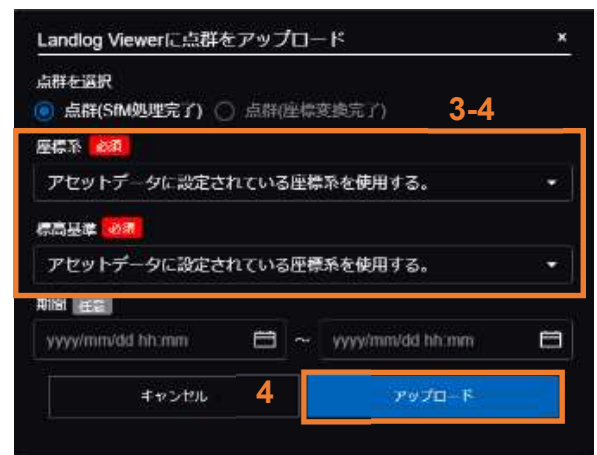 Landlog Viewerに点群をアップロード ×
点群を選択
点群(SfM処理完了) 点群(座標変換完了)
3-4
座標系 必須
アセットデータに設定されている座標系を使用する。
標高基準 必須
アセットデータに設定されている座標系を使用する。
期間 任意
yyyy/mm/dd hh:mm ~ yyyy/mm/dd hh:mm
キャンセル 4 アップロード